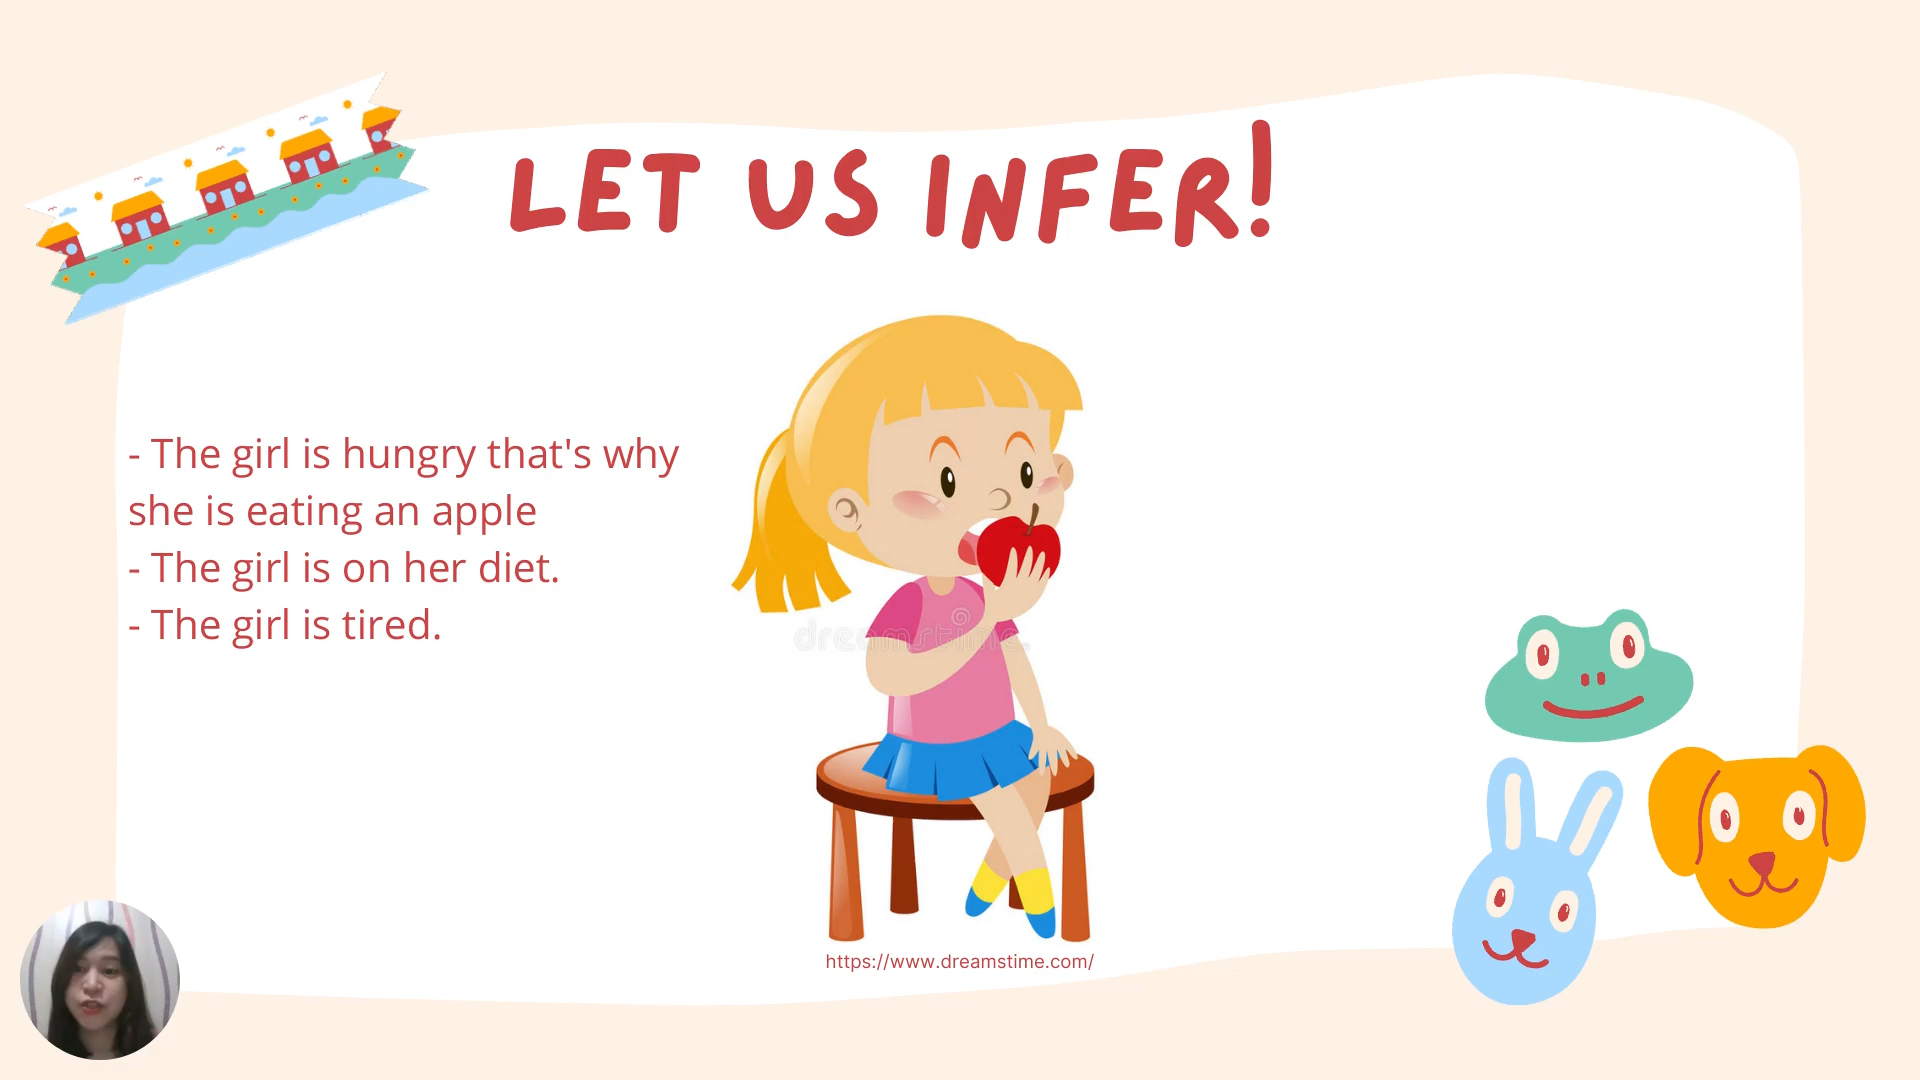 LET US INFER!
- The girl is hungry that's why
she is eating an apple
- The girl is on her diet.
- The girl is tired.
dreamstime.
https://www.dreamstime.com/